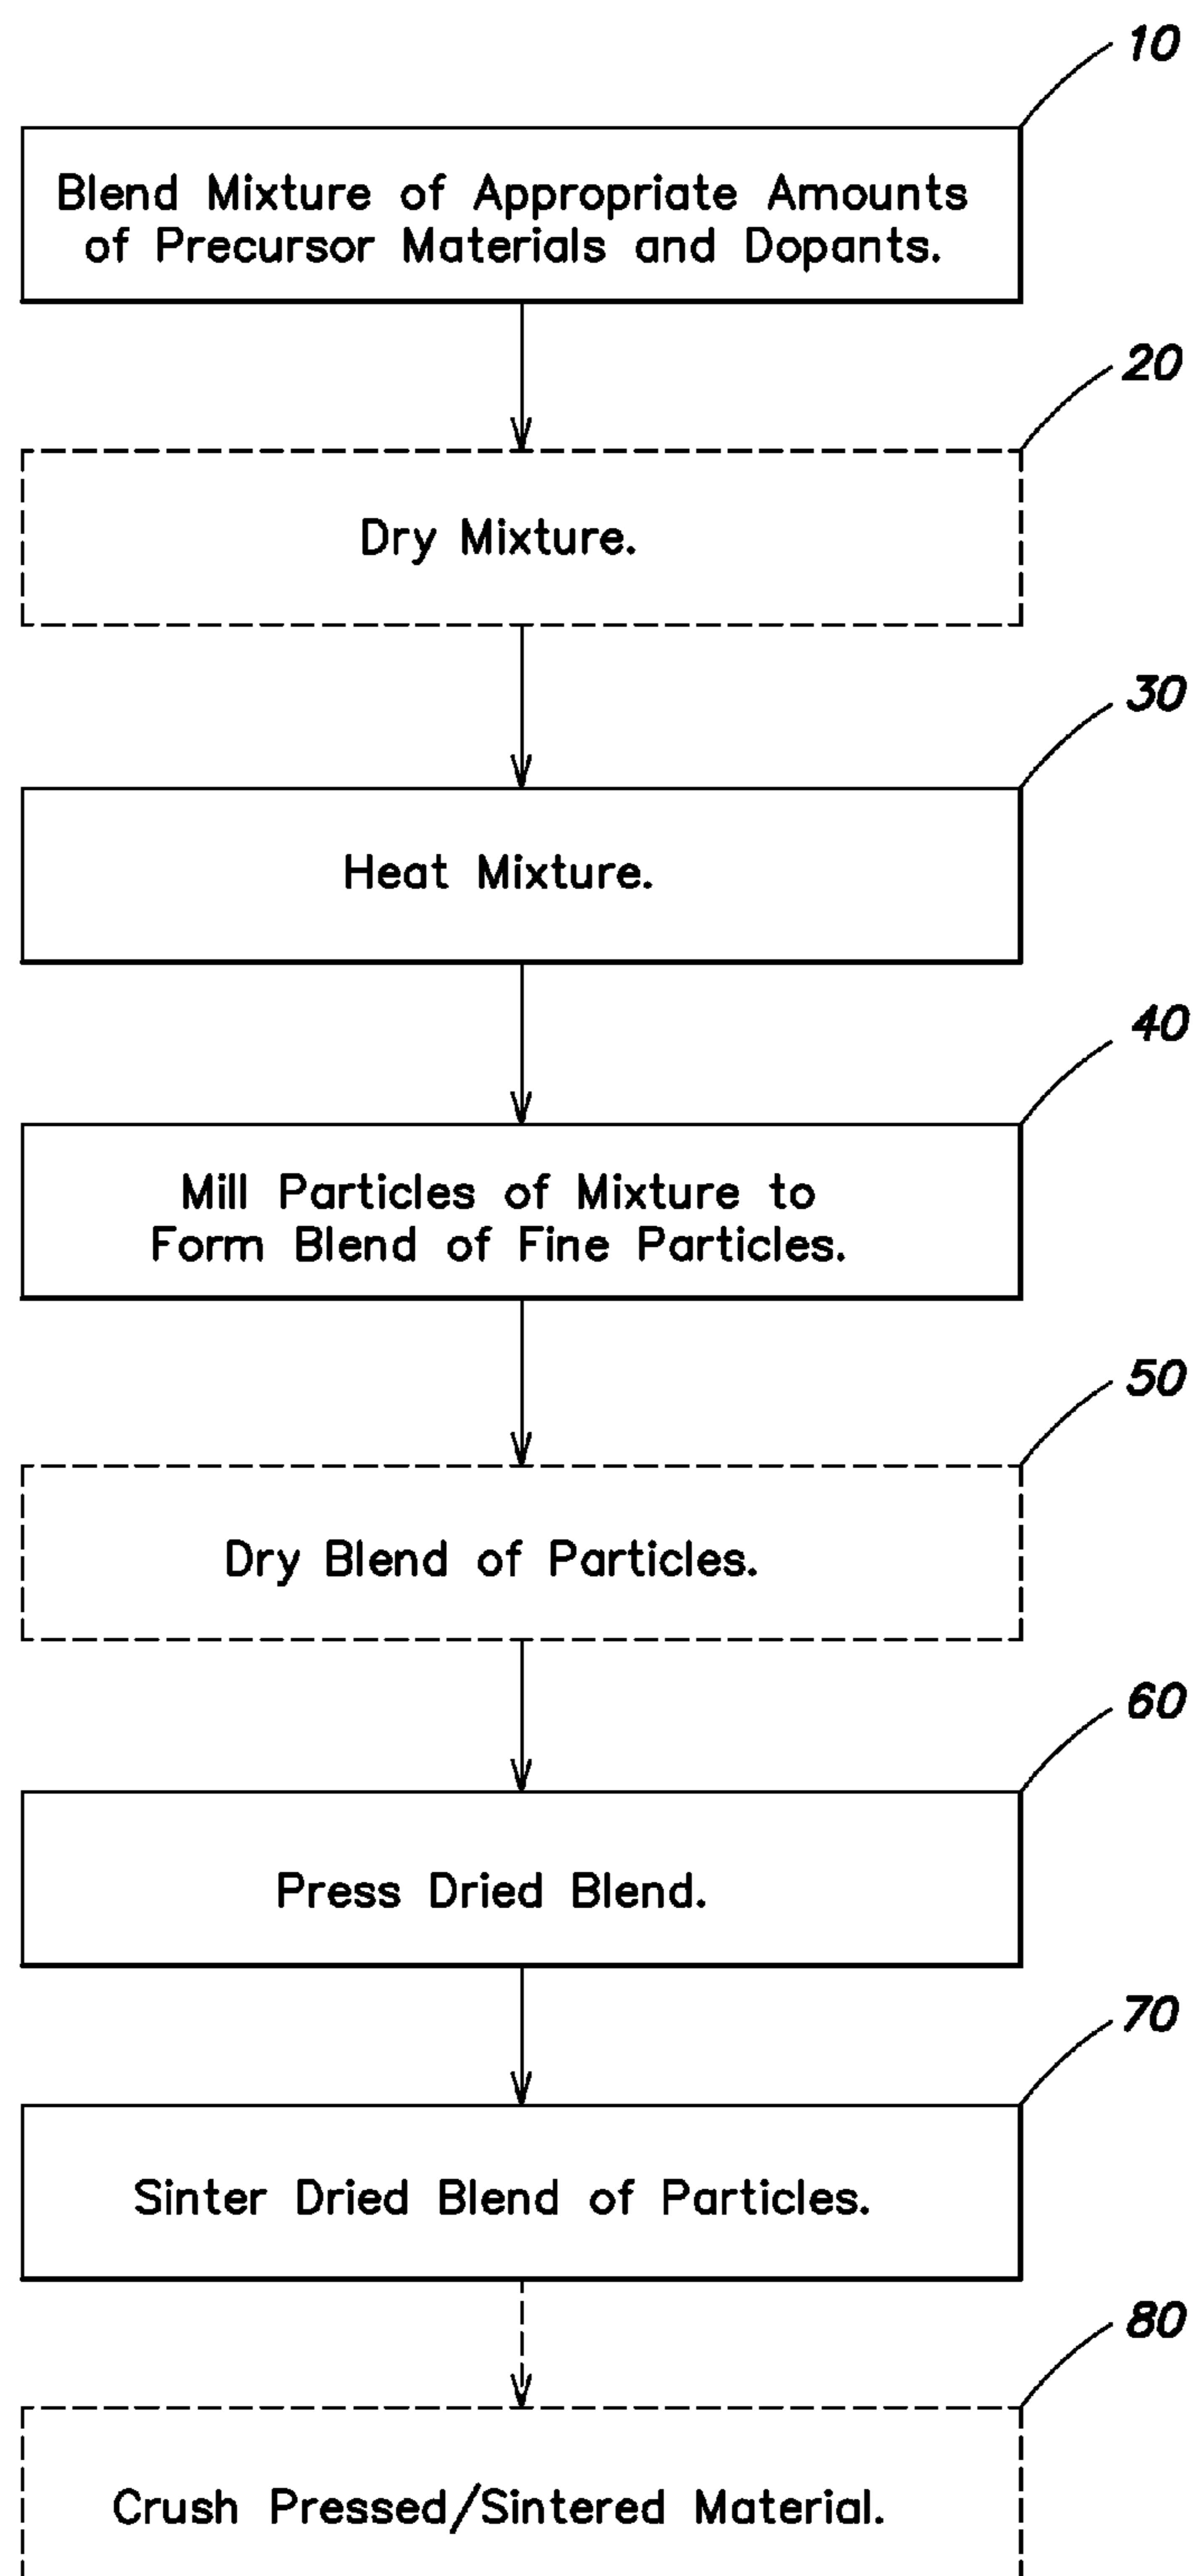 10
Blend Mixture of Appropriate Amounts
of Precursor Materials and Dopants.
20
Dry Mixture.
30
Heat Mixture.
40
Mill Particles of Mixture to
Form Blend of Fine Particles.
50
Dry Blend of Particles.
60
Press Dried Blend.
70
Sinter Dried Blend of Particles.
80
Crush Pressed/Sintered Material.